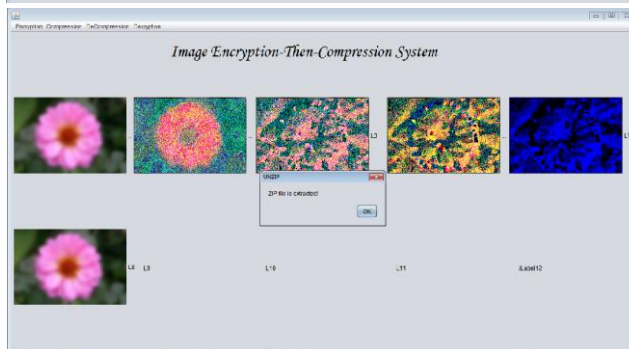 Encryption Compression DeCompression Decryption
Image Encryption-Then-Compression System
L3
UNZIP
ZIP file is extracted!
OK
L8 L9 L10 L11 jLabel12